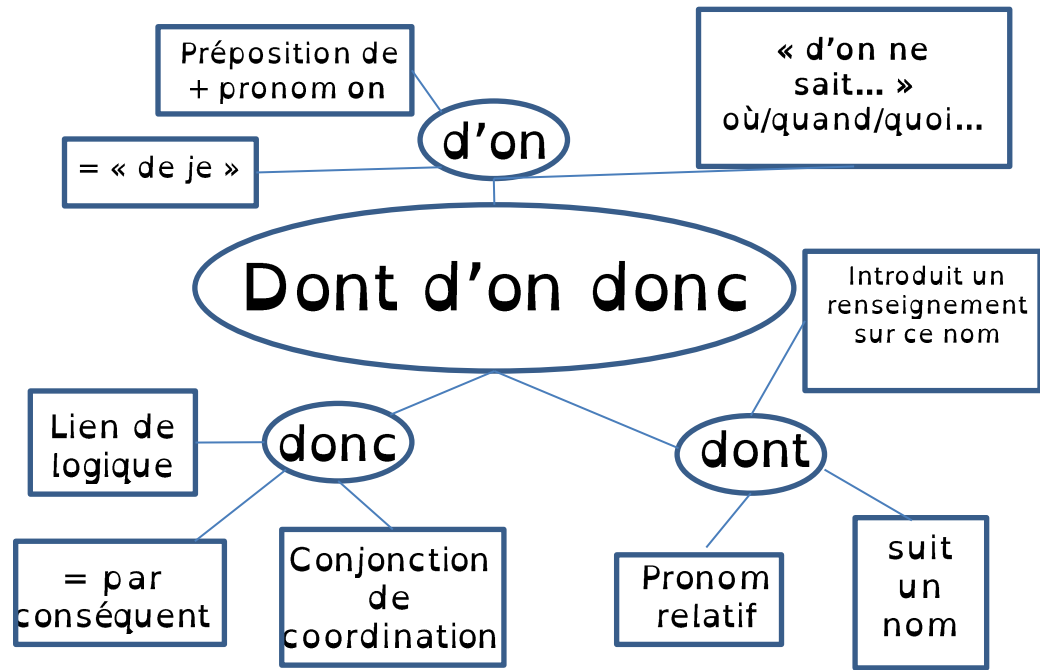 Préposition de
+ pronom on
« d’on ne
sait… »
où/quand/quoi…
d’on
= « de je »
Dont d’on donc
Introduit un
renseignement
sur ce nom
Lien de
logique
donc
dont
= par
conséquent
Conjonction
de
coordination
Pronom
relatif
suit
un
nom